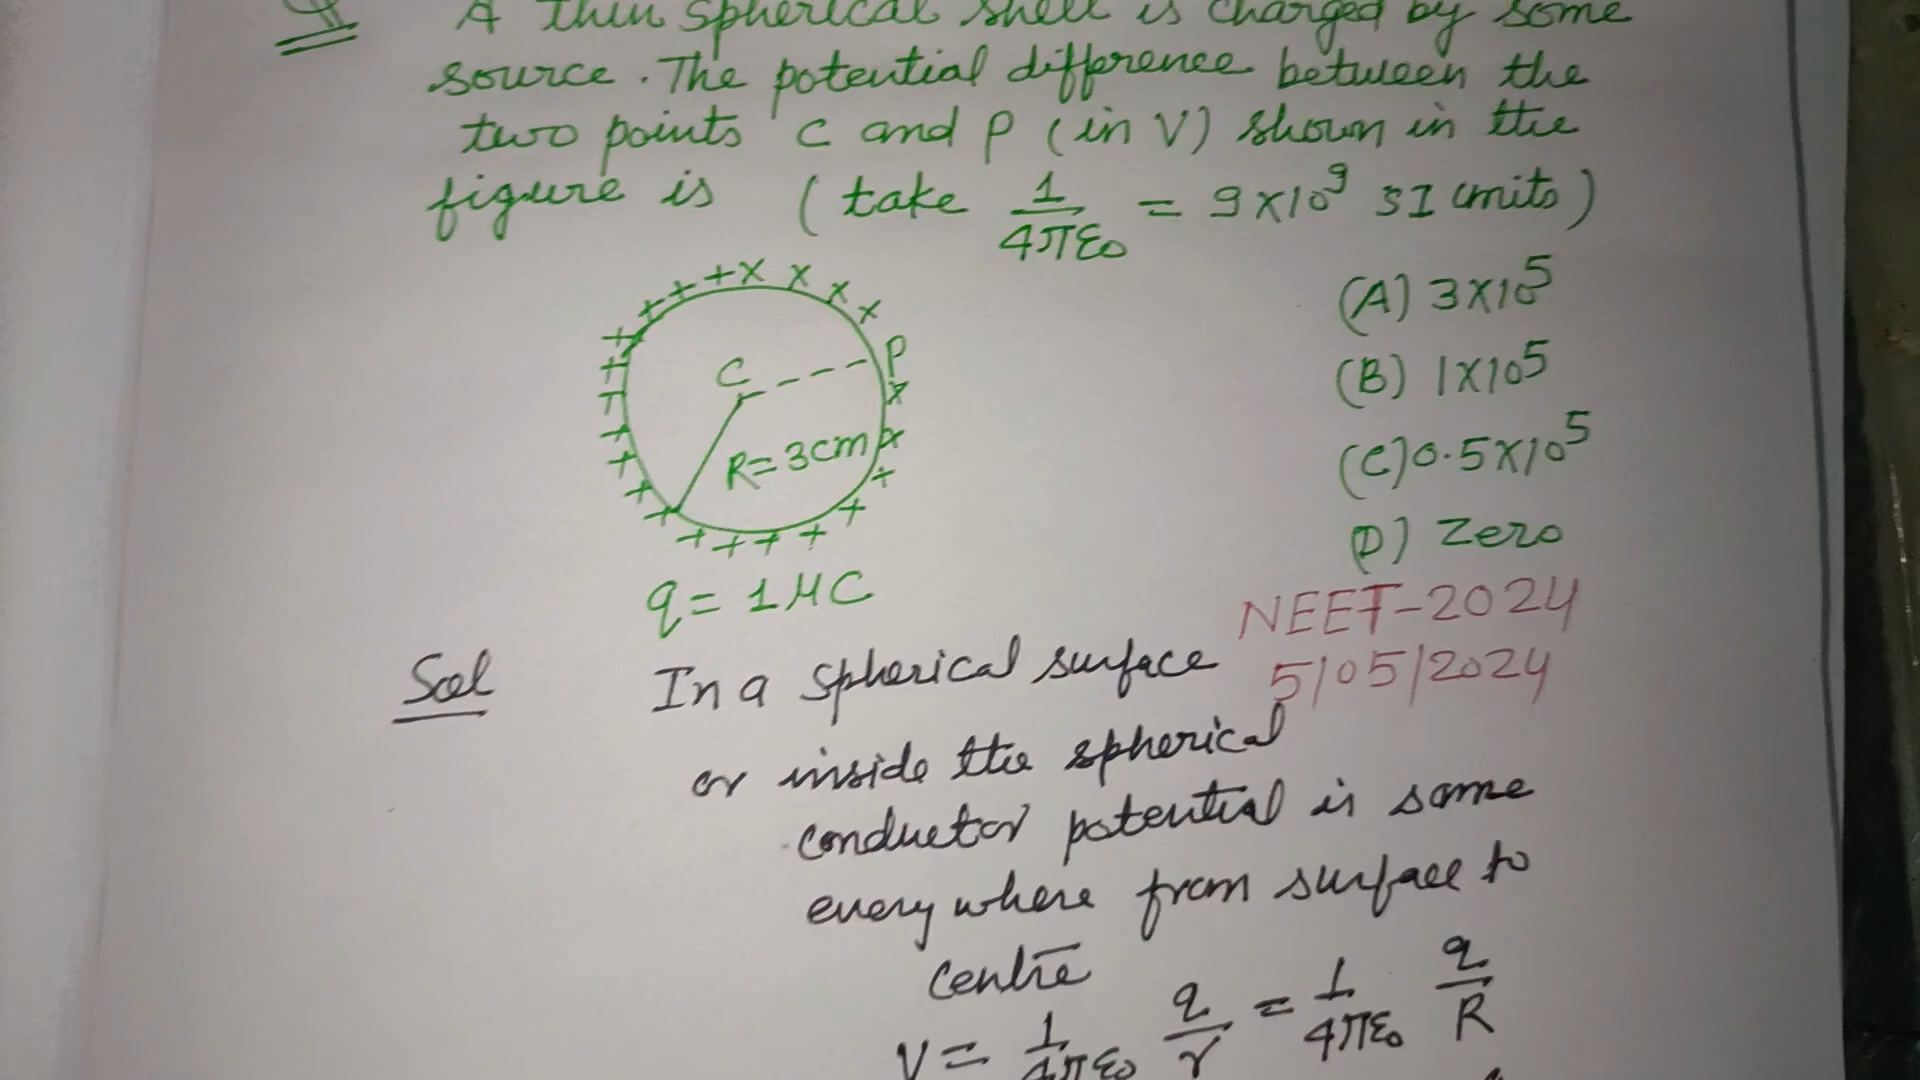 A thin spherical shell is charged by some
source. The potential difference between the
two points C and P (in V) shown in the
figure is (take 1/4πε0 = 9×10⁹ SI units)
(A) 3×10⁵
(B) 1×10⁵
(C) 0.5×10⁵
(D) Zero
C
P
R=3cm
q = 1μC
NEET-2024
5/05/2024
Sol In a spherical surface
or inside the spherical
conductor potential is same
every where from surface to
centre
V = 1/4πε0 q/r = 1/4πε0 q/R